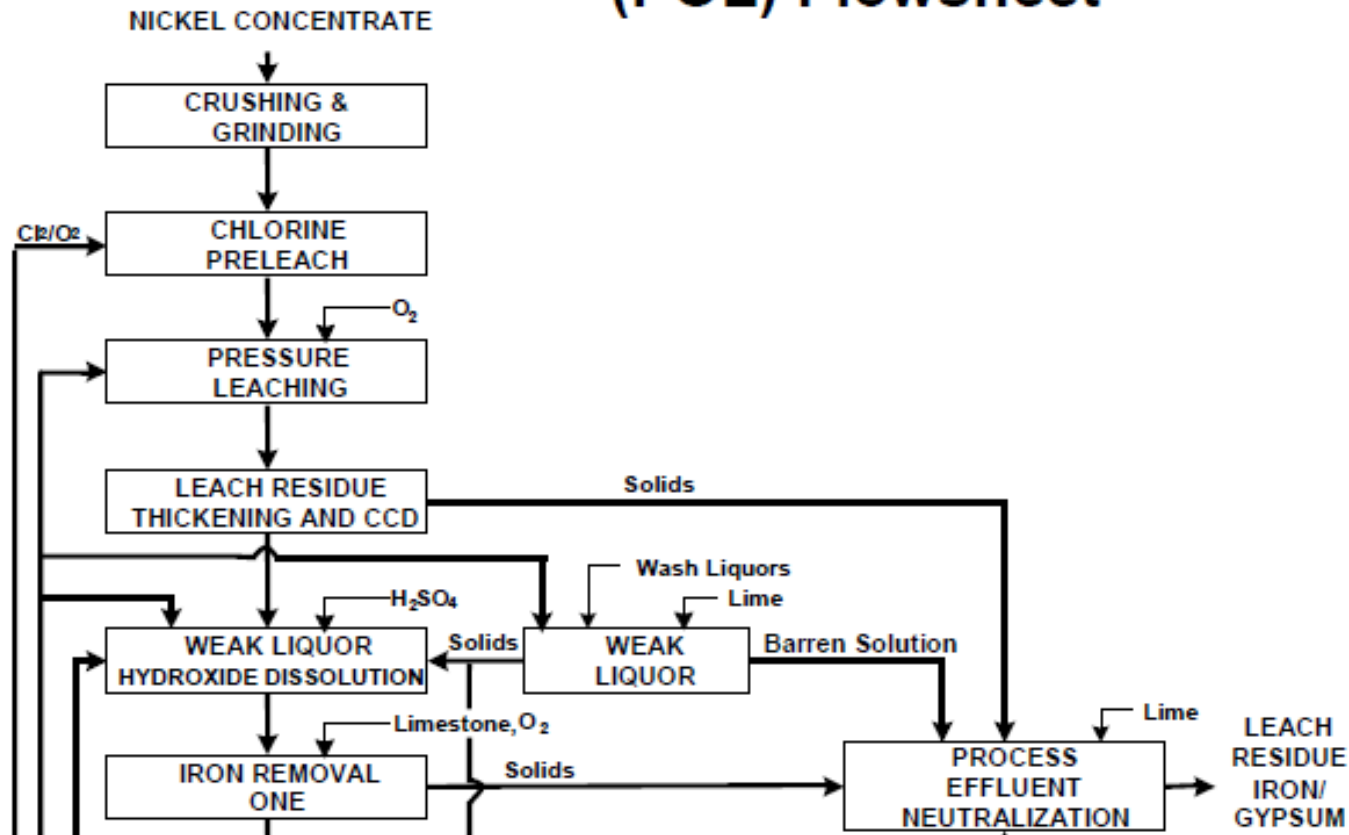 Flowsheet
NICKEL CONCENTRATE
CRUSHING &
GRINDING
Cl2/O2
CHLORINE
PRELEACH
O2
PRESSURE
LEACHING
LEACH RESIDUE
THICKENING AND CCD
Solids
Wash Liquors
H2SO4
Lime
WEAK LIQUOR
HYDROXIDE DISSOLUTION
Solids
WEAK
LIQUOR
Barren Solution
Limestone,O2
Lime
IRON REMOVAL
ONE
Solids
PROCESS
EFFLUENT
NEUTRALIZATION
LEACH
RESIDUE
IRON/
GYPSUM